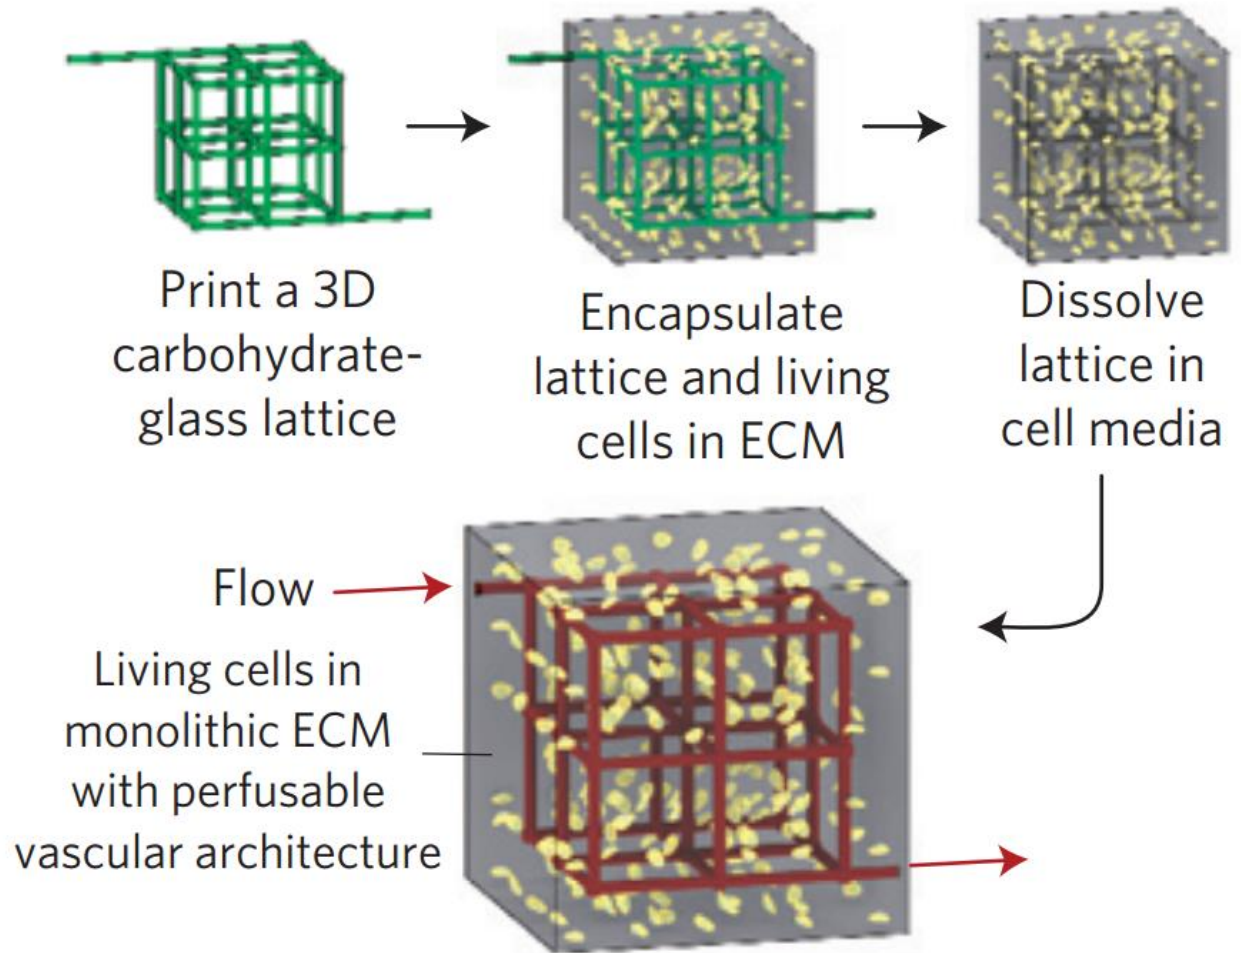 Print a 3D
carbohydrate-
glass lattice
Encapsulate
lattice and living
cells in ECM
Dissolve
lattice in
cell media
Flow
Living cells in
monolithic ECM
with perfusable
vascular architecture